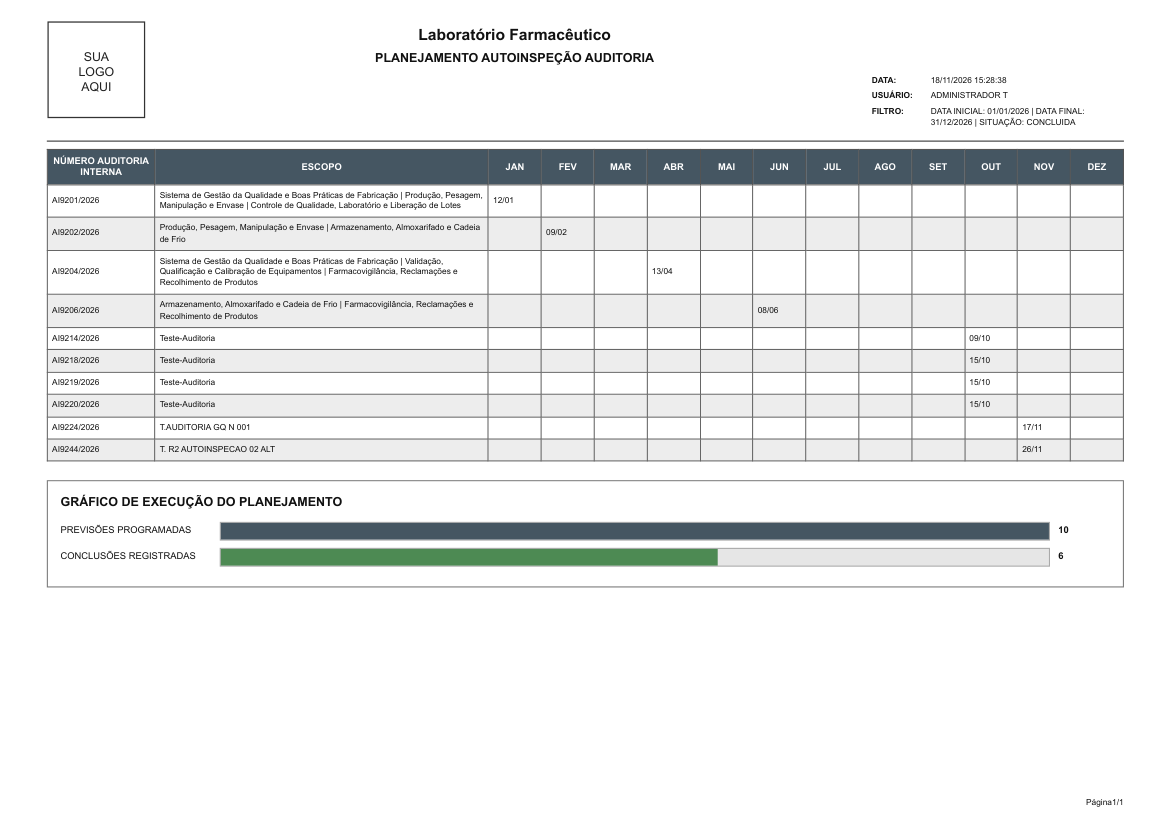 SUA
LOGO
AQUI
Laboratório Farmacêutico
PLANEJAMENTO AUTOINSPEÇÃO AUDITORIA
DATA: 18/11/2026 15:28:38
USUÁRIO: ADMINISTRADOR T
FILTRO: DATA INICIAL: 01/01/2026 | DATA FINAL:
31/12/2026 | SITUAÇÃO: CONCLUIDA
NÚMERO AUDITORIA INTERNA ESCOPO JAN FEV MAR ABR MAI JUN JUL AGO SET OUT NOV DEZ
AI9201/2026 Sistema de Gestão da Qualidade e Boas Práticas de Fabricação | Produção, Pesagem, 12/01
Manipulação e Envase | Controle de Qualidade, Laboratório e Liberação de Lotes
AI9202/2026 Produção, Pesagem, Manipulação e Envase | Armazenamento, Almoxarifado e Cadeia 09/02
de Frio
AI9204/2026 Sistema de Gestão da Qualidade e Boas Práticas de Fabricação | Validação, 13/04
Qualificação e Calibração de Equipamentos | Farmacovigilância, Reclamações e
Recolhimento de Produtos
AI9206/2026 Armazenamento, Almoxarifado e Cadeia de Frio | Farmacovigilância, Reclamações e 08/06
Recolhimento de Produtos
AI9214/2026 Teste-Auditoria 09/10
AI9218/2026 Teste-Auditoria 15/10
AI9219/2026 Teste-Auditoria 15/10
AI9220/2026 Teste-Auditoria 15/10
AI9224/2026 T.AUDITORIA GQ N 001 17/11
AI9244/2026 T. R2 AUTOINSPECAO 02 ALT 26/11
GRÁFICO DE EXECUÇÃO DO PLANEJAMENTO
PREVISÕES PROGRAMADAS 10
CONCLUSÕES REGISTRADAS 6
Página1/1